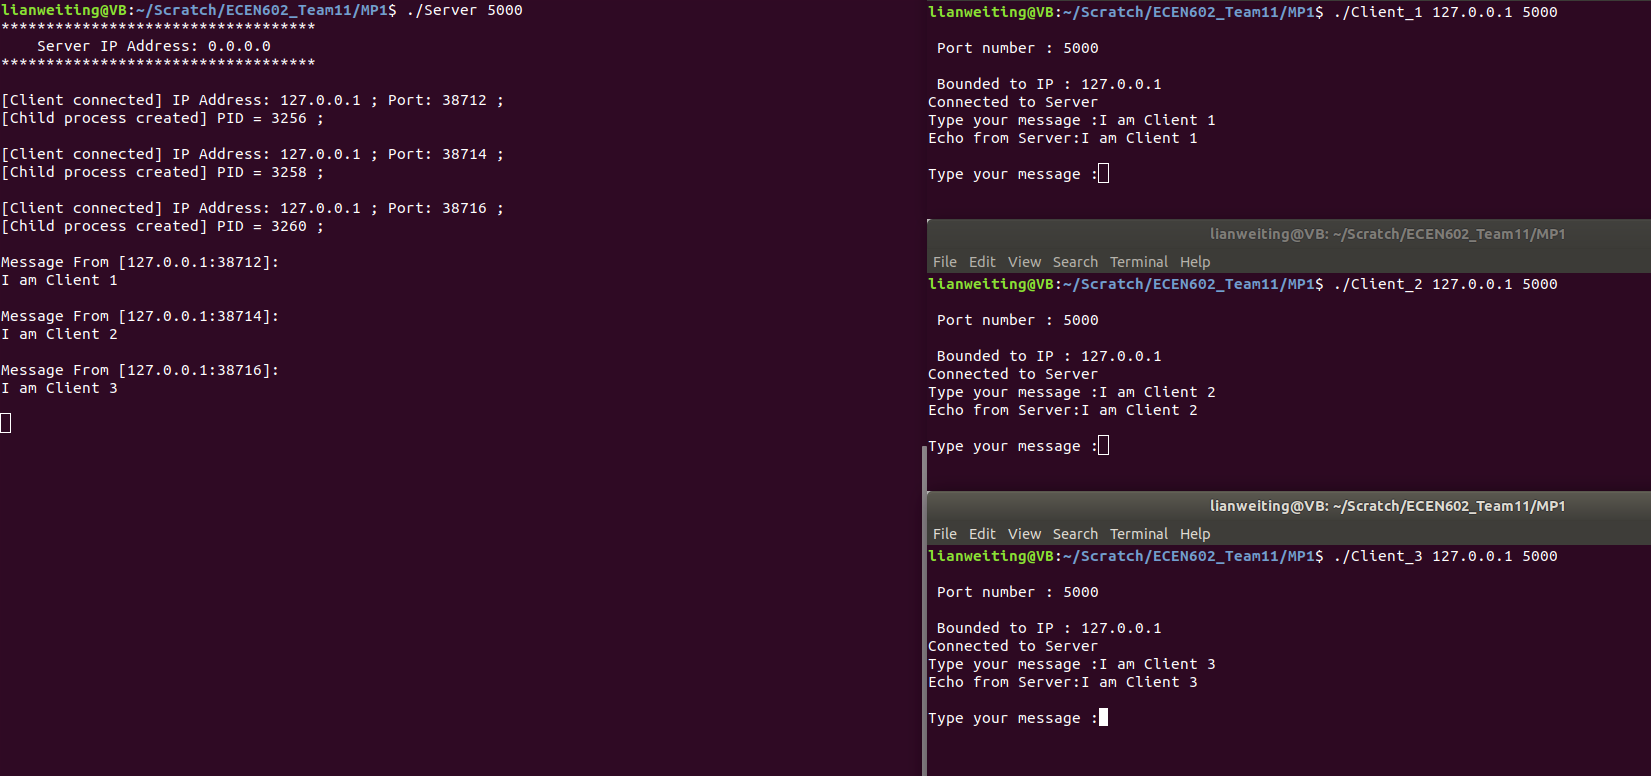 lianweiting@VB:~/Scratch/ECEN602_Team11/MP1$ ./Server 5000
***********************************
    Server IP Address: 0.0.0.0
***********************************
[Client connected] IP Address: 127.0.0.1 ; Port: 38712 ;
[Child process created] PID = 3256 ;
[Client connected] IP Address: 127.0.0.1 ; Port: 38714 ;
[Child process created] PID = 3258 ;
[Client connected] IP Address: 127.0.0.1 ; Port: 38716 ;
[Child process created] PID = 3260 ;
Message From [127.0.0.1:38712]:
I am Client 1
Message From [127.0.0.1:38714]:
I am Client 2
Message From [127.0.0.1:38716]:
I am Client 3
lianweiting@VB:~/Scratch/ECEN602_Team11/MP1$ ./Client_1 127.0.0.1 5000
 Port number : 5000
 Bounded to IP : 127.0.0.1
Connected to Server
Type your message :I am Client 1
Echo from Server:I am Client 1
Type your message :
lianweiting@VB: ~/Scratch/ECEN602_Team11/MP1
File Edit View Search Terminal Help
lianweiting@VB:~/Scratch/ECEN602_Team11/MP1$ ./Client_2 127.0.0.1 5000
 Port number : 5000
 Bounded to IP : 127.0.0.1
Connected to Server
Type your message :I am Client 2
Echo from Server:I am Client 2
Type your message :
lianweiting@VB: ~/Scratch/ECEN602_Team11/MP1
File Edit View Search Terminal Help
lianweiting@VB:~/Scratch/ECEN602_Team11/MP1$ ./Client_3 127.0.0.1 5000
 Port number : 5000
 Bounded to IP : 127.0.0.1
Connected to Server
Type your message :I am Client 3
Echo from Server:I am Client 3
Type your message :